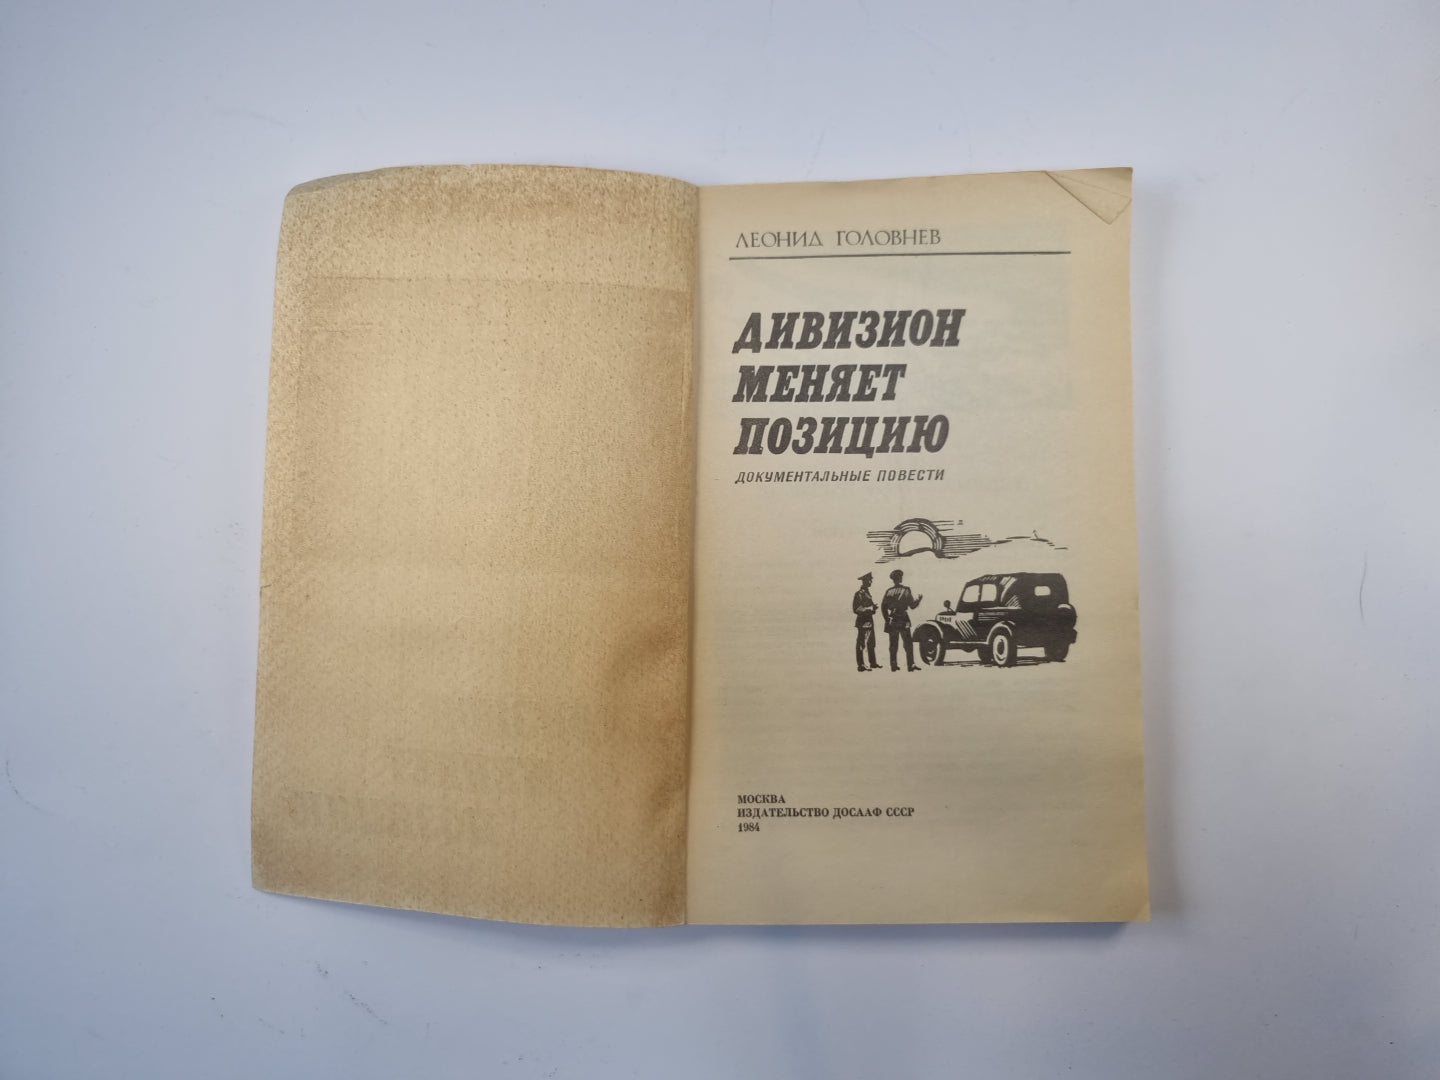 ЛЕОНИД ГОЛОВНЕВ
ДИВИЗИОН
МЕНЯЕТ
ПОЗИЦИЮ
ДОКУМЕНТАЛЬНЫЕ ПОВЕСТИ
МОСКВА
ИЗДАТЕЛЬСТВО ДОСААФ СССР
1984